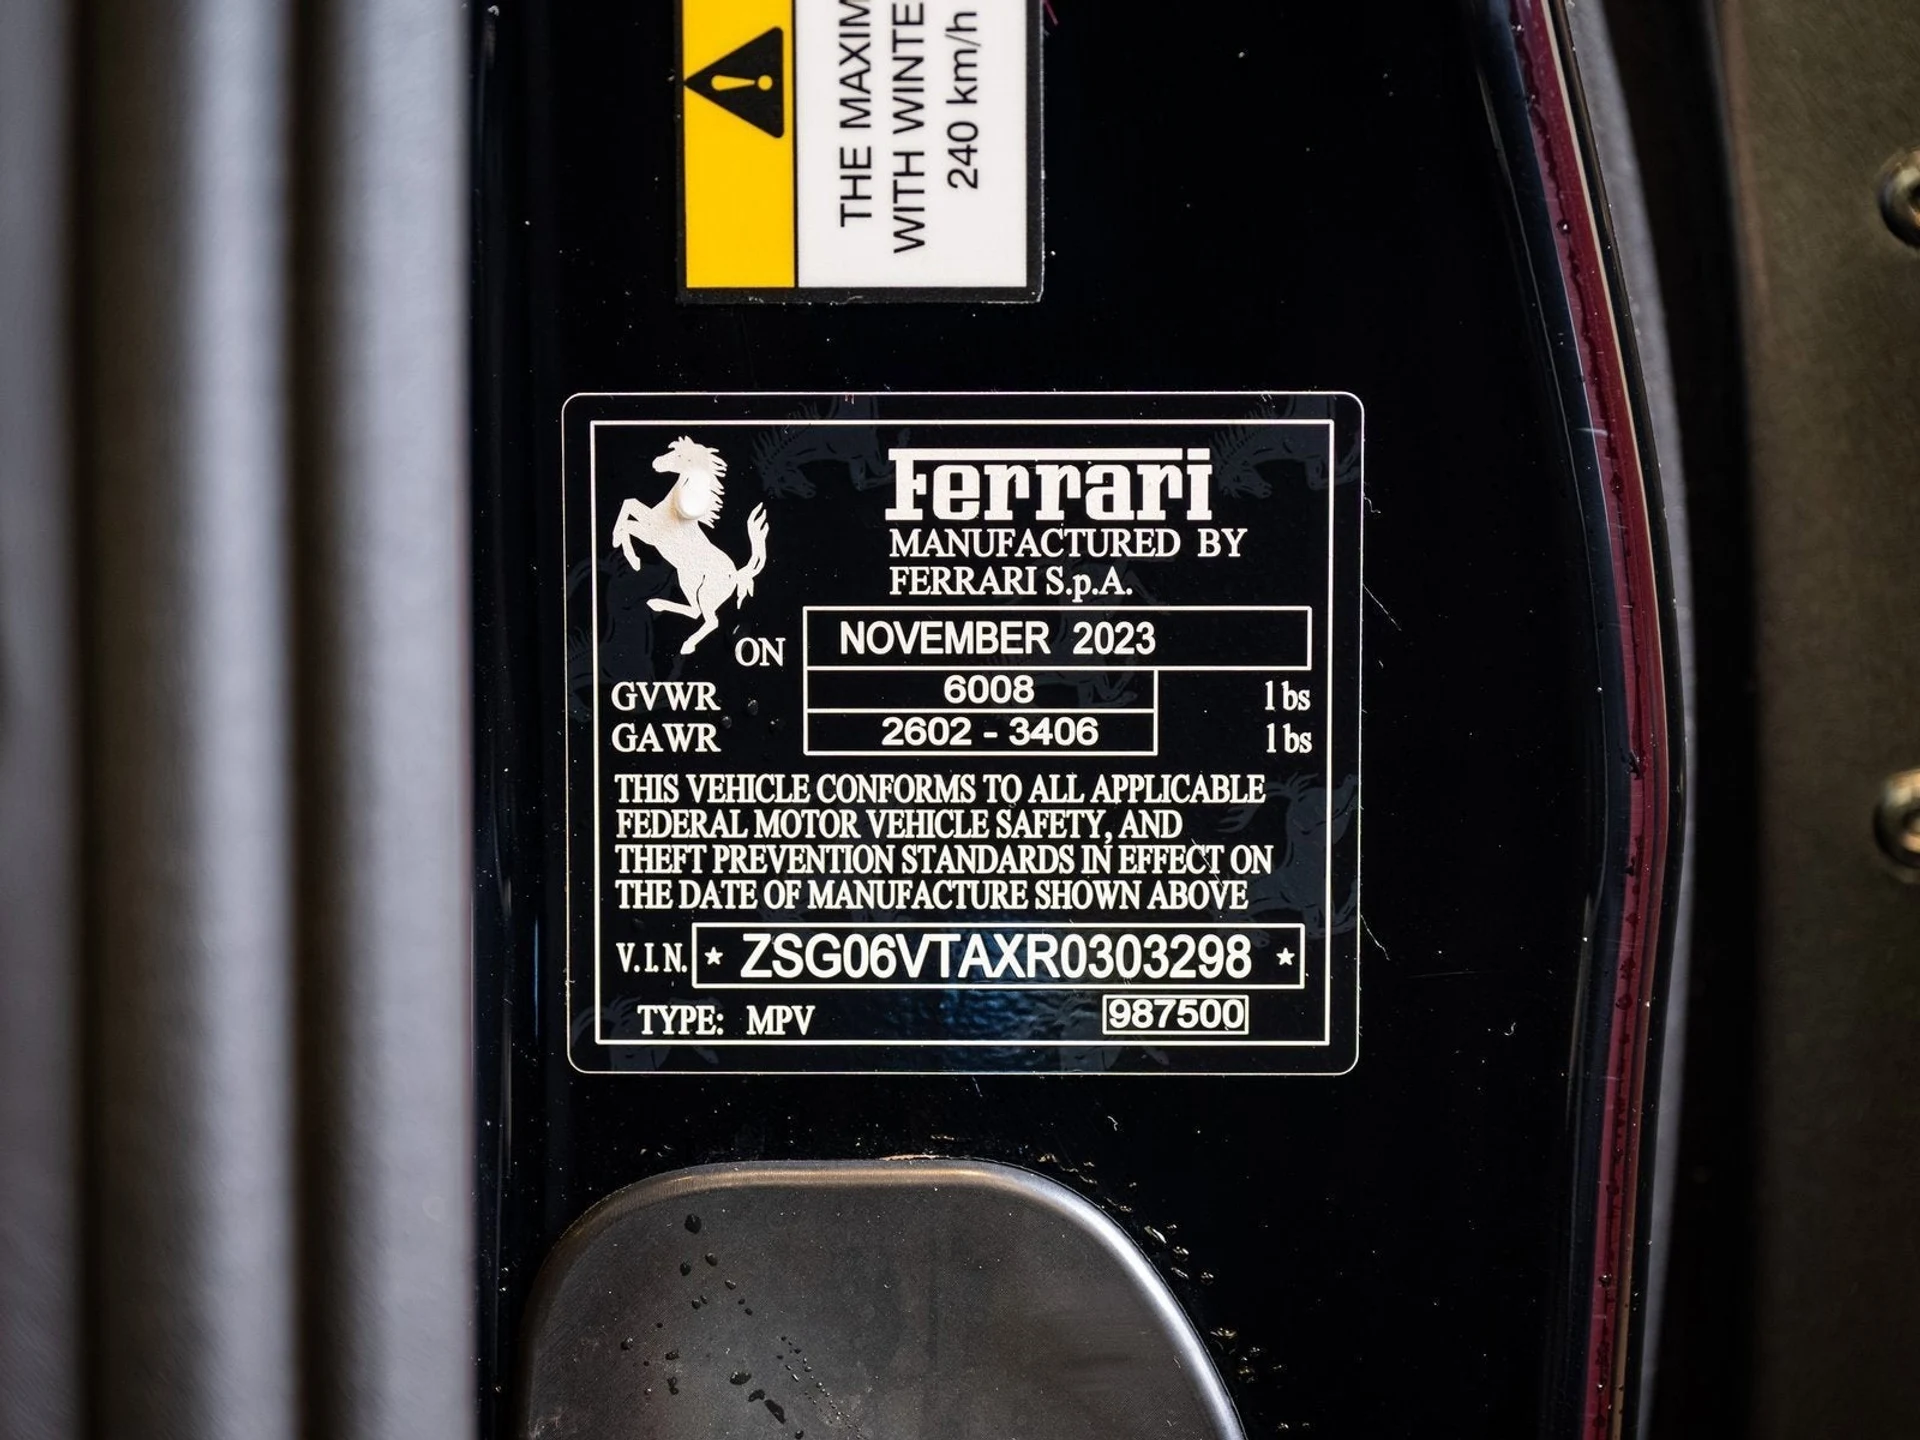 THE MAXIM
WITH WINTE
240 km/h
Ferrari
MANUFACTURED BY
FERRARI S.p.A.
ON NOVEMBER 2023
GVWR 6008 lbs
GAWR 2602 - 3406 lbs
THIS VEHICLE CONFORMS TO ALL APPLICABLE
FEDERAL MOTOR VEHICLE SAFETY, AND
THEFT PREVENTION STANDARDS IN EFFECT ON
THE DATE OF MANUFACTURE SHOWN ABOVE
V.I.N. * ZSG06VTAXR0303298 *
TYPE: MPV 987500